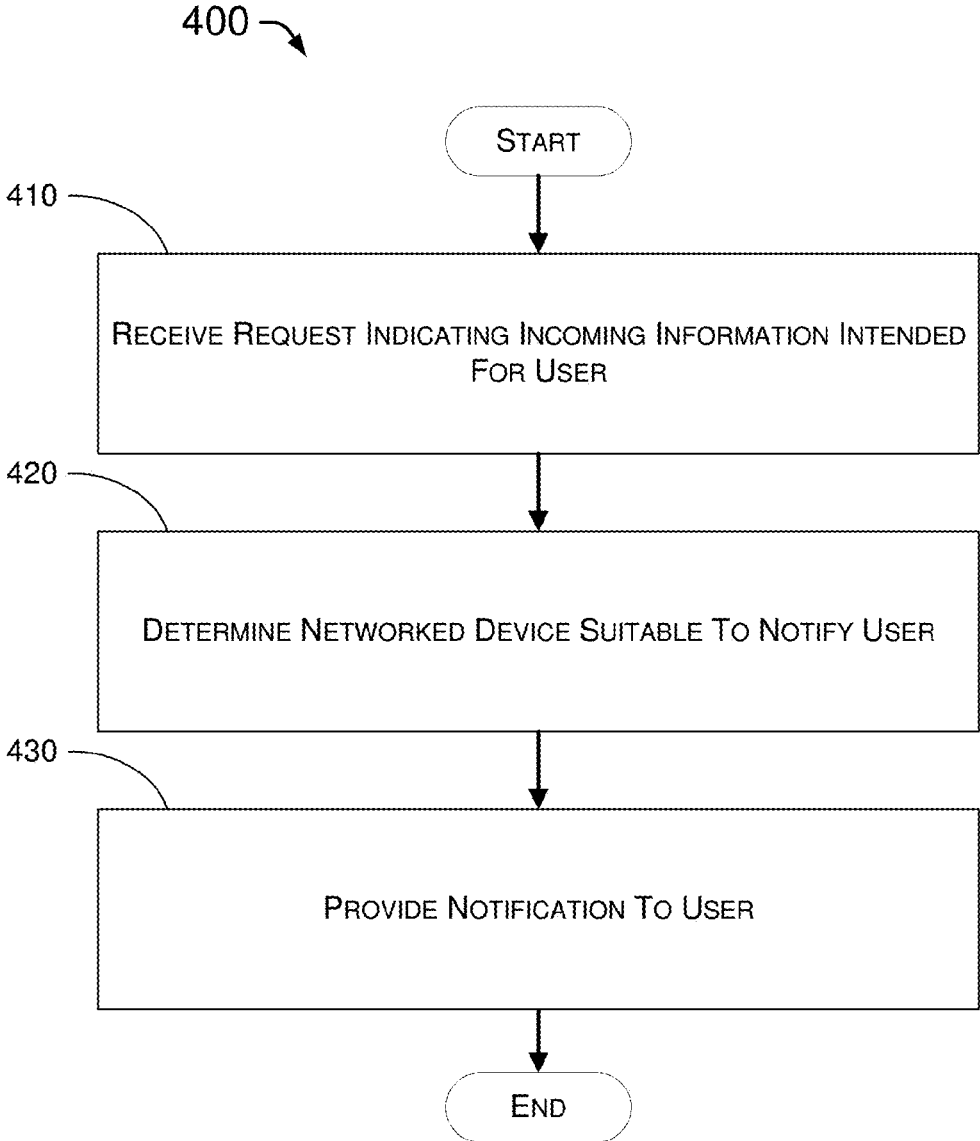 400
START
410
RECEIVE REQUEST INDICATING INCOMING INFORMATION INTENDED
FOR USER
420
DETERMINE NETWORKED DEVICE SUITABLE TO NOTIFY USER
430
PROVIDE NOTIFICATION TO USER
END